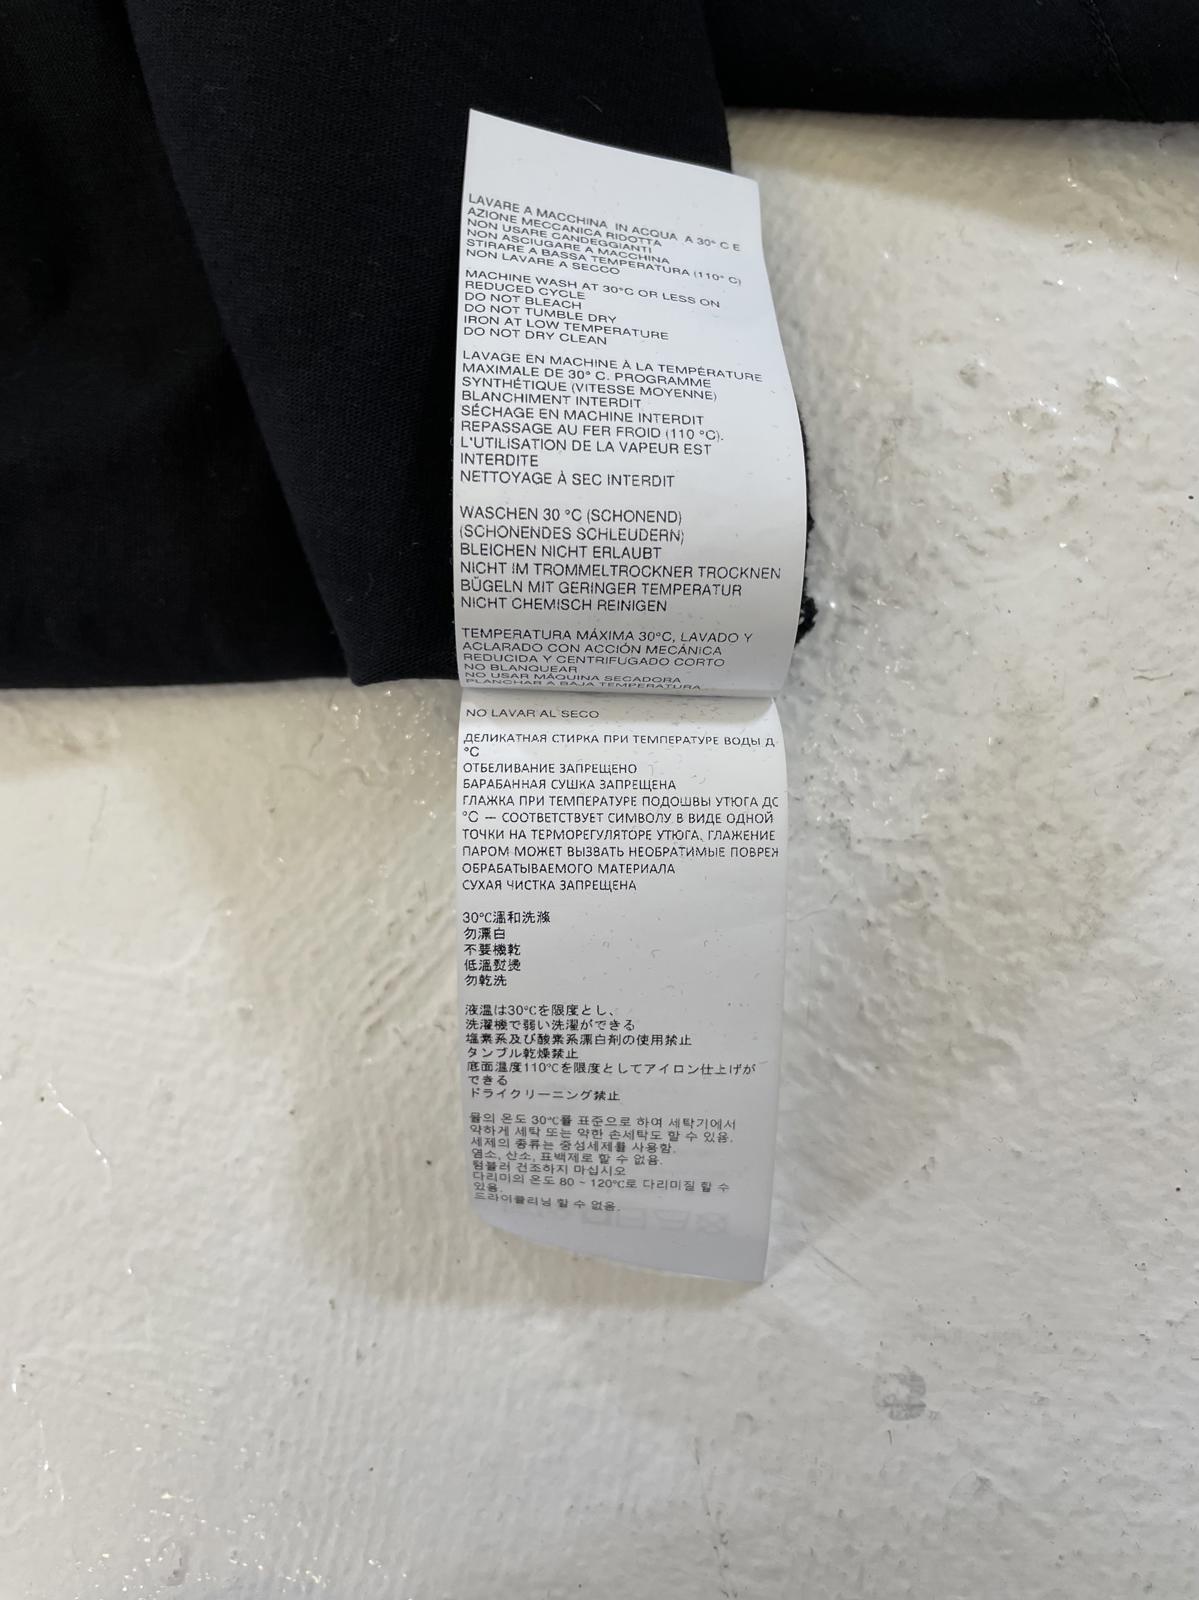 LAVARE A MACCHINA IN ACQUA A 30° C E
AZIONE MECCANICA RIDOTTA
NON USARE CANDEGGIANTI
NON ASCIUGARE A MACCHINA
STIRARE A BASSA TEMPERATURA (110° C)
NON LAVARE A SECCO
MACHINE WASH AT 30°C OR LESS ON
REDUCED CYCLE
DO NOT BLEACH
DO NOT TUMBLE DRY
IRON AT LOW TEMPERATURE
DO NOT DRY CLEAN
LAVAGE EN MACHINE À LA TEMPÉRATURE
MAXIMALE DE 30° C. PROGRAMME
SYNTHÉTIQUE (VITESSE MOYENNE)
BLANCHIMENT INTERDIT
SÉCHAGE EN MACHINE INTERDIT
REPASSAGE AU FER FROID (110 °C).
L'UTILISATION DE LA VAPEUR EST
INTERDITE
NETTOYAGE À SEC INTERDIT
WASCHEN 30 °C (SCHONEND)
(SCHONENDES SCHLEUDERN)
BLEICHEN NICHT ERLAUBT
NICHT IM TROMMELTROCKNER TROCKNEN
BÜGELN MIT GERINGER TEMPERATUR
NICHT CHEMISCH REINIGEN
TEMPERATURA MÁXIMA 30°C, LAVADO Y
ACLARADO CON ACCIÓN MECÁNICA
REDUCIDA Y CENTRIFUGADO CORTO
NO BLANQUEAR
NO USAR MÁQUINA SECADORA
PLANCHAR A BAJA TEMPERATURA
NO LAVAR AL SECO
ДЕЛИКАТНАЯ СТИРКА ПРИ ТЕМПЕРАТУРЕ ВОДЫ Д
°C
ОТБЕЛИВАНИЕ ЗАПРЕЩЕНО
БАРАБАННАЯ СУШКА ЗАПРЕЩЕНА
ГЛАЖКА ПРИ ТЕМПЕРАТУРЕ ПОДОШВЫ УТЮГА ДО
°C — СООТВЕТСТВУЕТ СИМВОЛУ В ВИДЕ ОДНОЙ
ТОЧКИ НА ТЕРМОРЕГУЛЯТОРЕ УТЮГА, ГЛАЖЕНИЕ
ПАРОМ МОЖЕТ ВЫЗВАТЬ НЕОБРАТИМЫЕ ПОВРЕЖ
ОБРАБАТЫВАЕМОГО МАТЕРИАЛА
СУХАЯ ЧИСТКА ЗАПРЕЩЕНА
30°C溫和洗滌
勿漂白
不要機乾
低溫熨燙
勿乾洗
液温は30℃を限度とし、
洗濯機で弱い洗濯ができる
塩素系及び酸素系漂白剤の使用禁止
タンブル乾燥禁止
底面温度110℃を限度としてアイロン仕上げが
できる
ドライクリーニング禁止
물의 온도 30℃를 표준으로 하여 세탁기에서
약하게 세탁 또는 약한 손세탁도 할 수 있음.
세제의 종류는 중성세제를 사용함.
염소, 산소, 표백제로 할 수 없음.
텀블러 건조하지 마십시오
다리미의 온도 80 ~ 120℃로 다리미질 할 수
있음.
드라이클리닝 할 수 없음.